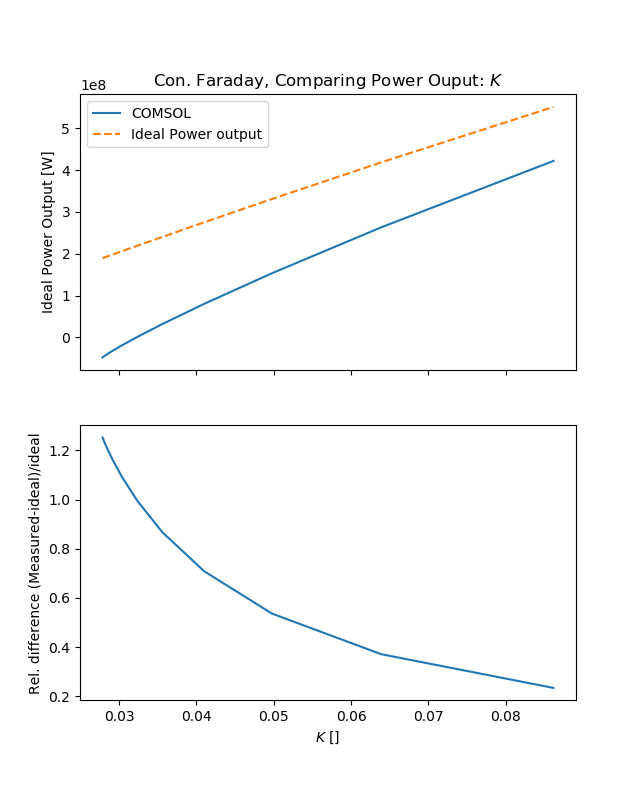 Con. Faraday, Comparing Power Ouput: K
1e8
COMSOL
Ideal Power output
5
4
3
2
1
0
Ideal Power Output [W]
1.2
1.0
0.8
0.6
0.4
0.2
Rel. difference (Measured-ideal)/ideal
0.03 0.04 0.05 0.06 0.07 0.08
K []